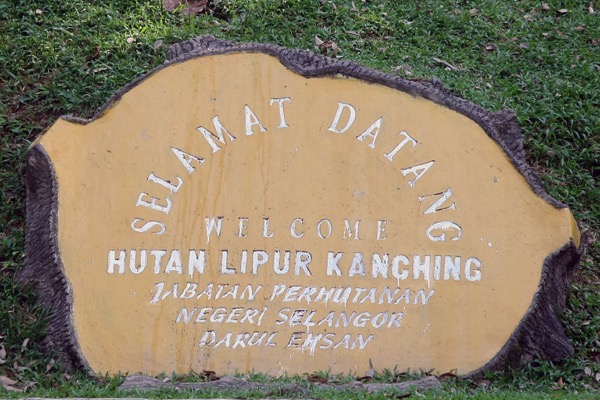 SELAMAT DATANG
WELCOME
HUTAN LIPUR KANCHING
JABATAN PERHUTANAN
NEGERI SELANGOR
DARUL EHSAN